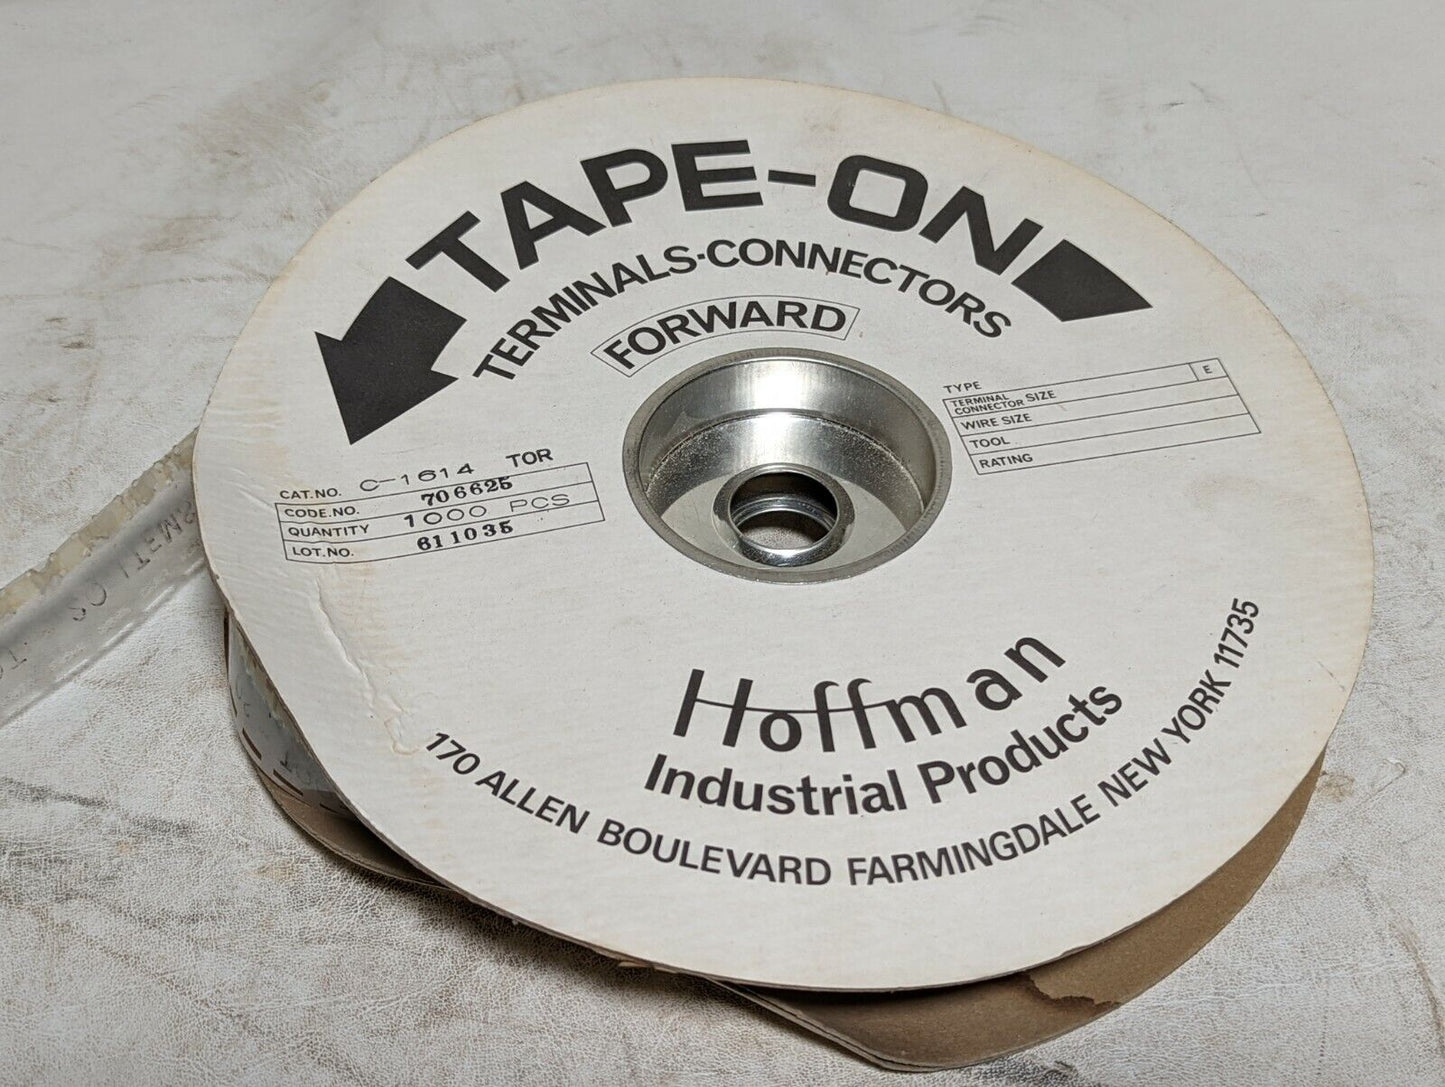 TAPE-ON
TERMINALS·CONNECTORS
FORWARD
CAT.NO. C-1614 TOR
CODE.NO. 706625
QUANTITY 1000 PCS
LOT.NO. 611035
TYPE E
TERMINAL CONNECTOR SIZE
WIRE SIZE
TOOL
RATING
Hoffman
Industrial Products
170 ALLEN BOULEVARD FARMINGDALE NEW YORK 11735